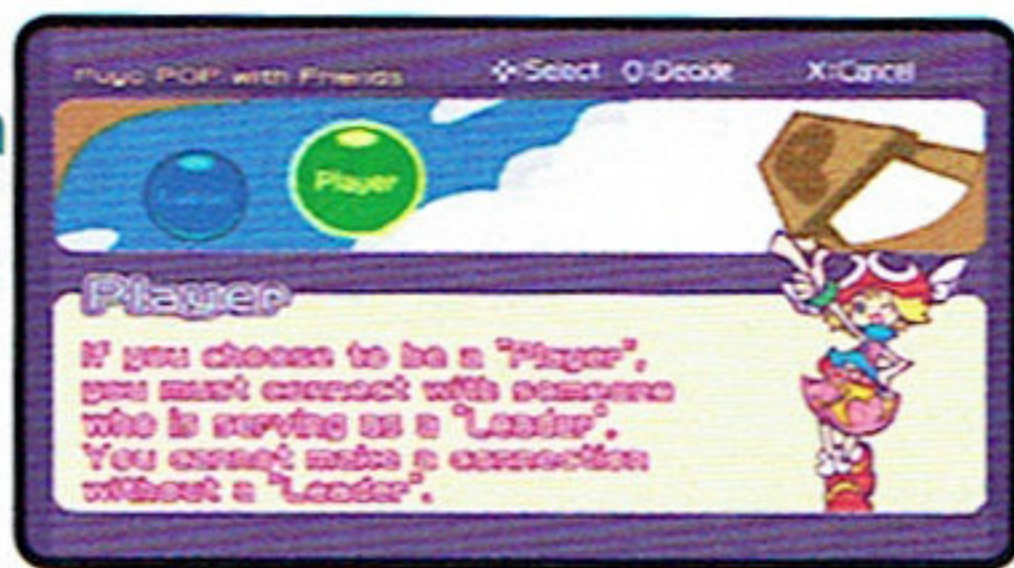 Puyo POP with Friends
Select O:Decide X:Cancel
Player
Player
If you choose to be a "Player",
you must connect with someone
who is serving as a "Leader".
You cannot make a connection
without a "Leader".